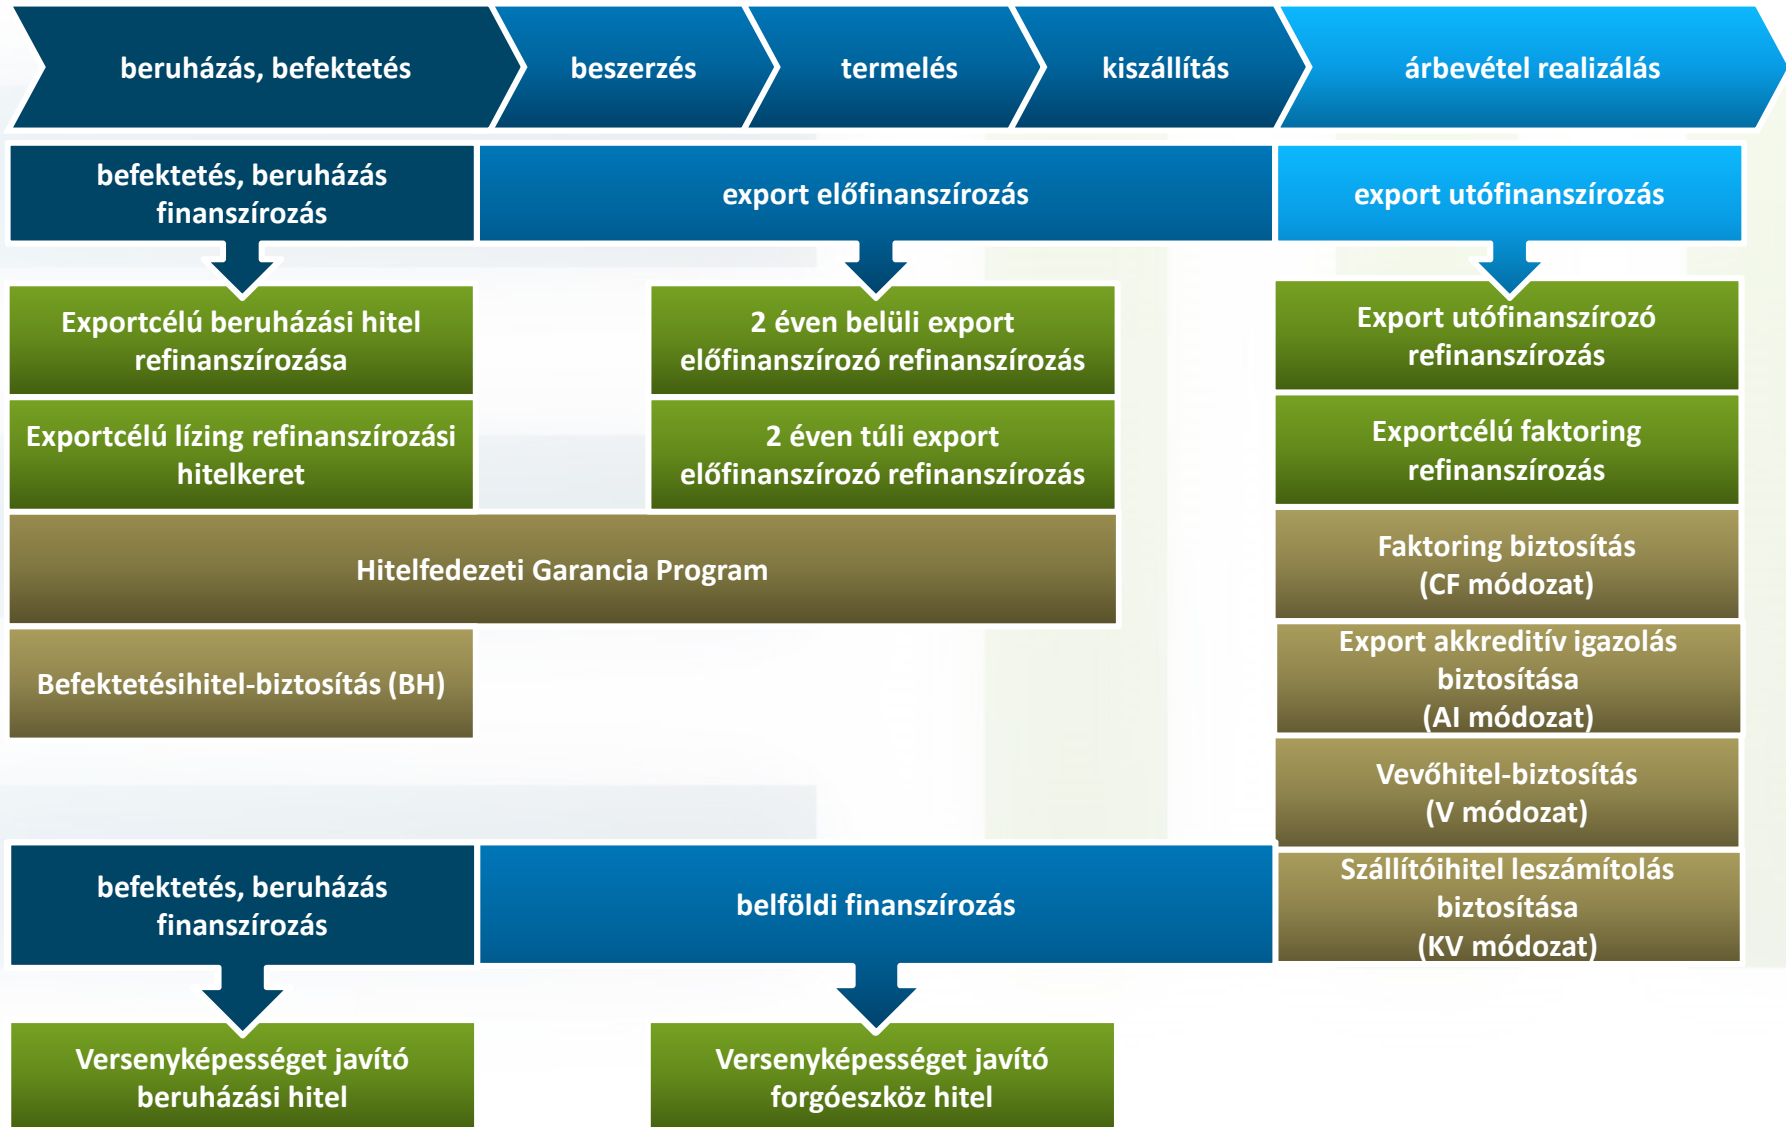 beruházás, befektetés
beszerzés
termelés
kiszállítás
árbevétel realizálás
befektetés, beruházás
finanszírozás
export előfinanszírozás
export utófinanszírozás
Exportcélú beruházási hitel
refinanszírozása
2 éven belüli export
előfinanszírozó refinanszírozás
Export utófinanszírozó
refinanszírozás
Exportcélú lízing refinanszírozási
hitelkeret
2 éven túli export
előfinanszírozó refinanszírozás
Exportcélú faktoring
refinanszírozás
Hitelfedezeti Garancia Program
Faktoring biztosítás
(CF módozat)
Befektetésihitel-biztosítás (BH)
Export akkreditív igazolás
biztosítása
(AI módozat)
Vevőhitel-biztosítás
(V módozat)
befektetés, beruházás
finanszírozás
belföldi finanszírozás
Szállítóihitel leszámítolás
biztosítása
(KV módozat)
Versenyképességet javító
beruházási hitel
Versenyképességet javító
forgóeszköz hitel